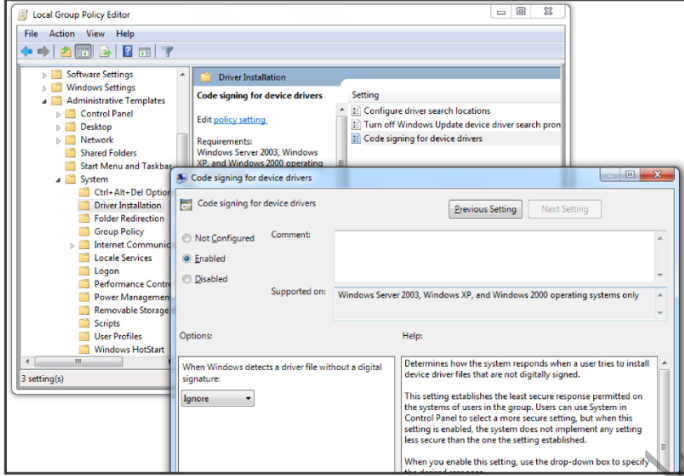 Local Group Policy Editor
File Action View Help
Software Settings
Windows Settings
Administrative Templates
Control Panel
Desktop
Network
Shared Folders
Start Menu and Taskbar
System
Ctrl+Alt+Del Option
Driver Installation
Folder Redirection
Group Policy
Internet Communic
Locale Services
Logon
Performance Contr
Power Managemen
Removable Storage
Scripts
User Profiles
Windows HotStart
3 setting(s)
Driver Installation
Code signing for device drivers
Edit policy setting
Requirements:
Windows Server 2003, Windows
XP, and Windows 2000 operating
Setting
Configure driver search locations
Turn off Windows Update device driver search prom
Code signing for device drivers
Code signing for device drivers
Code signing for device drivers
Previous Setting
Next Setting
Not Configured
Enabled
Disabled
Comment:
Supported on:
Windows Server 2003, Windows XP, and Windows 2000 operating systems only
Options:
Help:
When Windows detects a driver file without a digital
signature:
Ignore
Determines how the system responds when a user tries to install
device driver files that are not digitally signed.
This setting establishes the least secure response permitted on
the systems of users in the group. Users can use System in
Control Panel to select a more secure setting, but when this
setting is enabled, the system does not implement any setting
less secure than the one the setting established.
When you enable this setting, use the drop-down box to specify
the desired response.